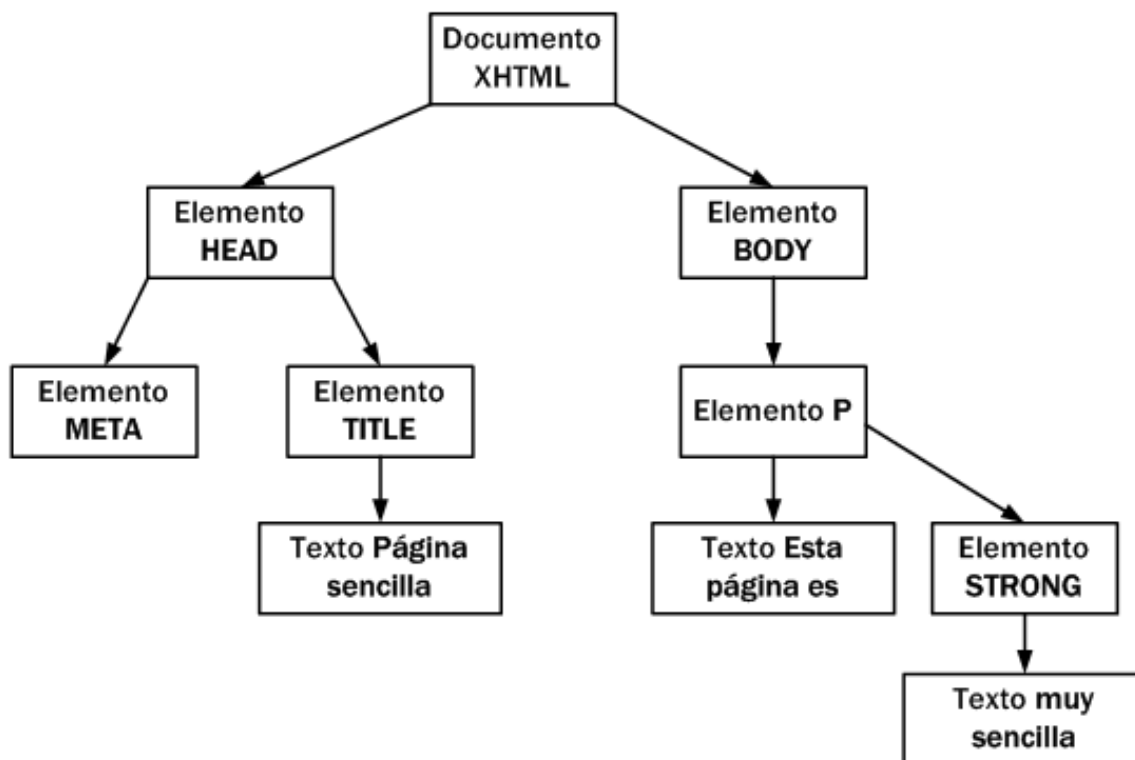 Documento
XHTML
Elemento
HEAD
Elemento
BODY
Elemento
META
Elemento
TITLE
Elemento P
Texto Página
sencilla
Texto Esta
página es
Elemento
STRONG
Texto muy
sencilla